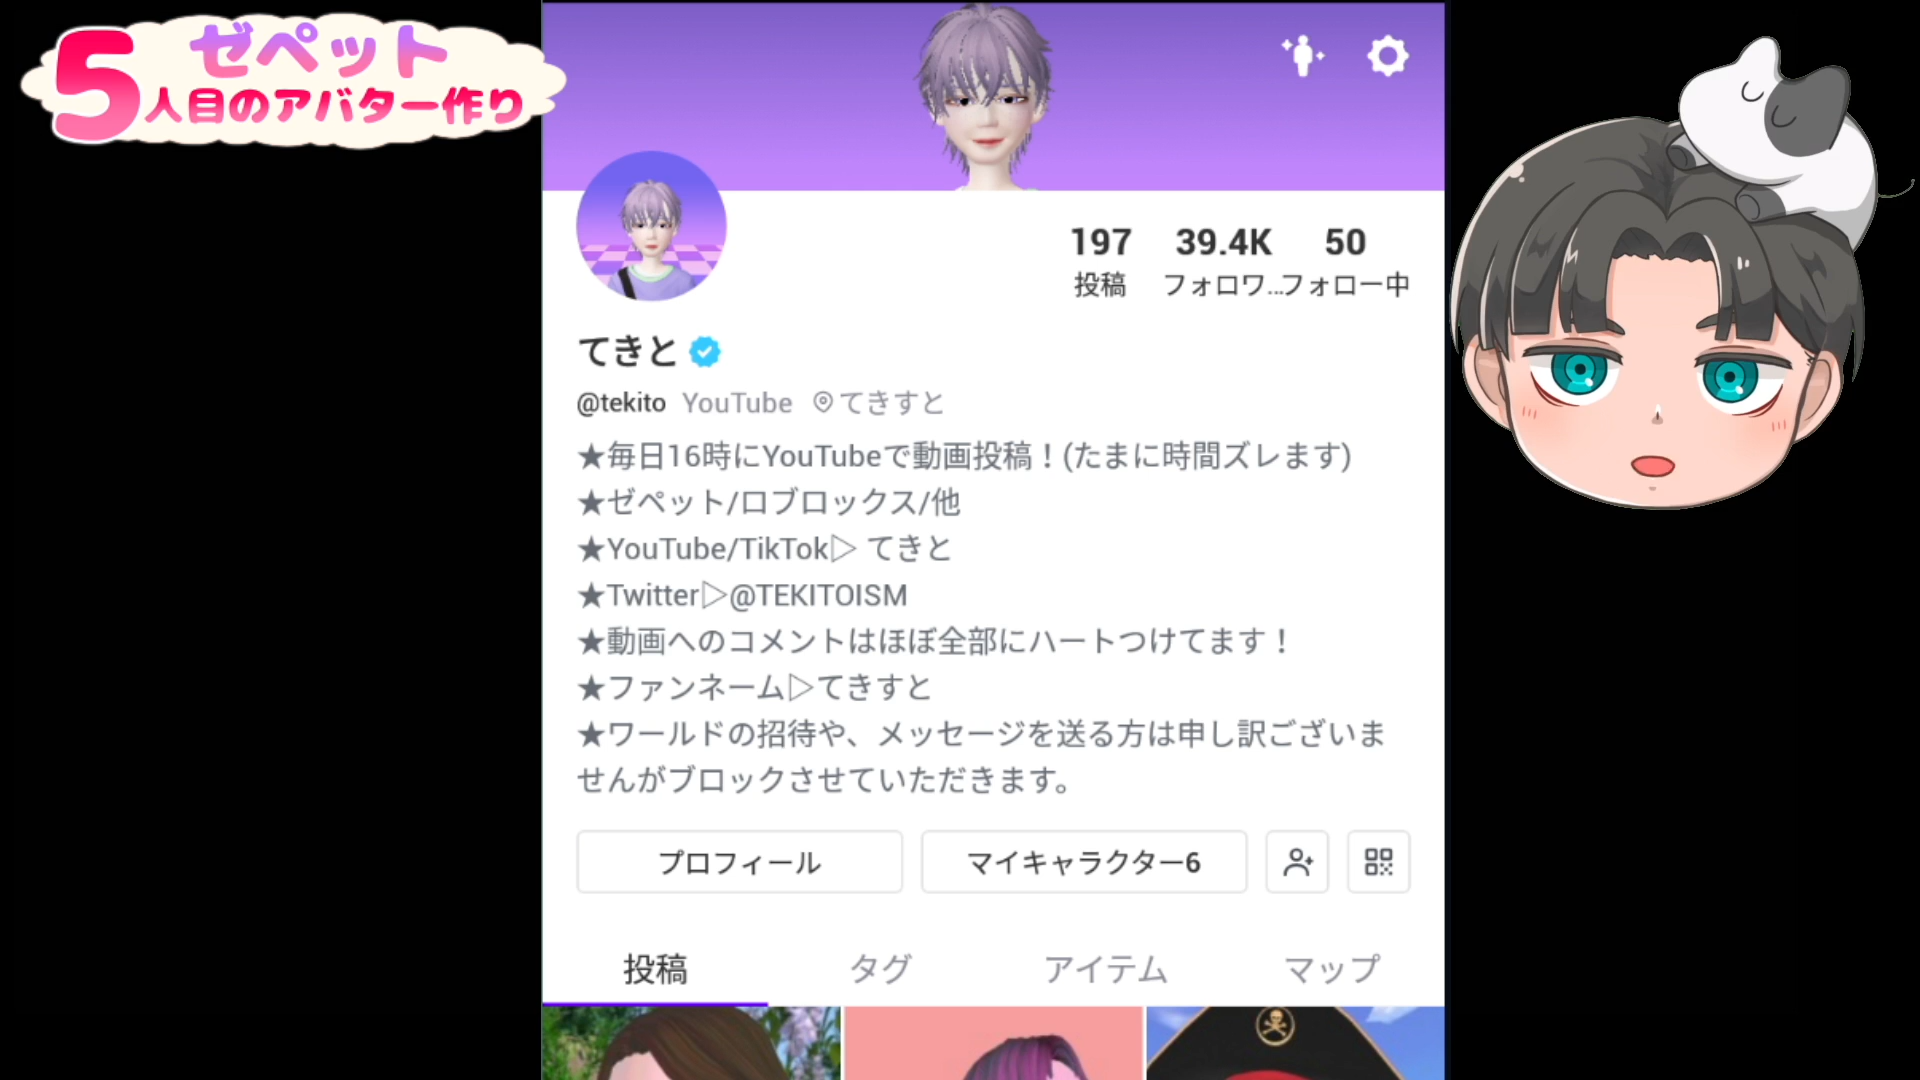 ゼペット
5人目のアバター作り
197 39.4K 50
投稿 フォロワ...フォロー中
てきと
@tekito YouTube てきすと
★毎日16時にYouTubeで動画投稿！(たまに時間ズレます)
★ゼペット/ロブロックス/他
★YouTube/TikTok▷ てきと
★Twitter▷@TEKITOISM
★動画へのコメントはほぼ全部にハートつけてます！
★ファンネーム▷てきすと
★ワールドの招待や、メッセージを送る方は申し訳ございま
せんがブロックさせていただきます。
プロフィール マイキャラクター6
投稿 タグ アイテム マップ